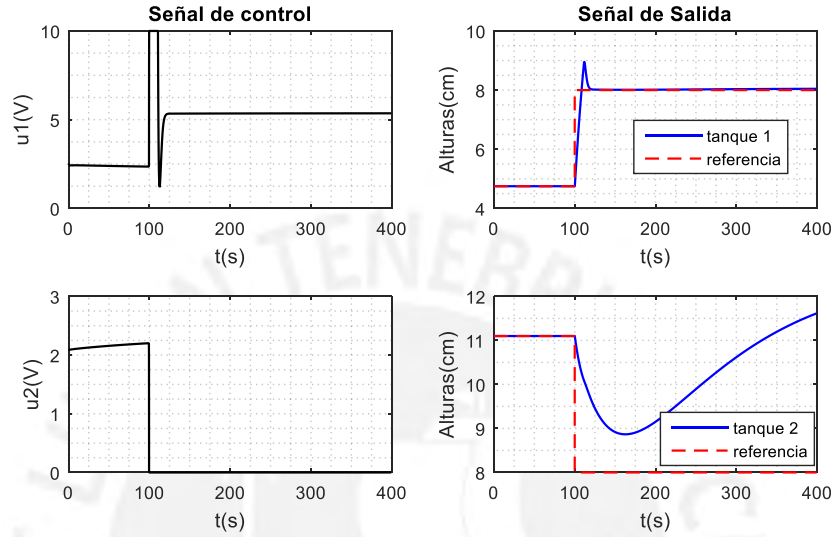 Señal de control
10
5
0
u1(V)
0 100 200 300 400
t(s)
Señal de Salida
10
8
6
4
Alturas(cm)
tanque 1
referencia
0 100 200 300 400
t(s)
3
2
1
0
u2(V)
0 100 200 300 400
t(s)
12
11
10
9
8
Alturas(cm)
tanque 2
referencia
0 100 200 300 400
t(s)
TENEBR